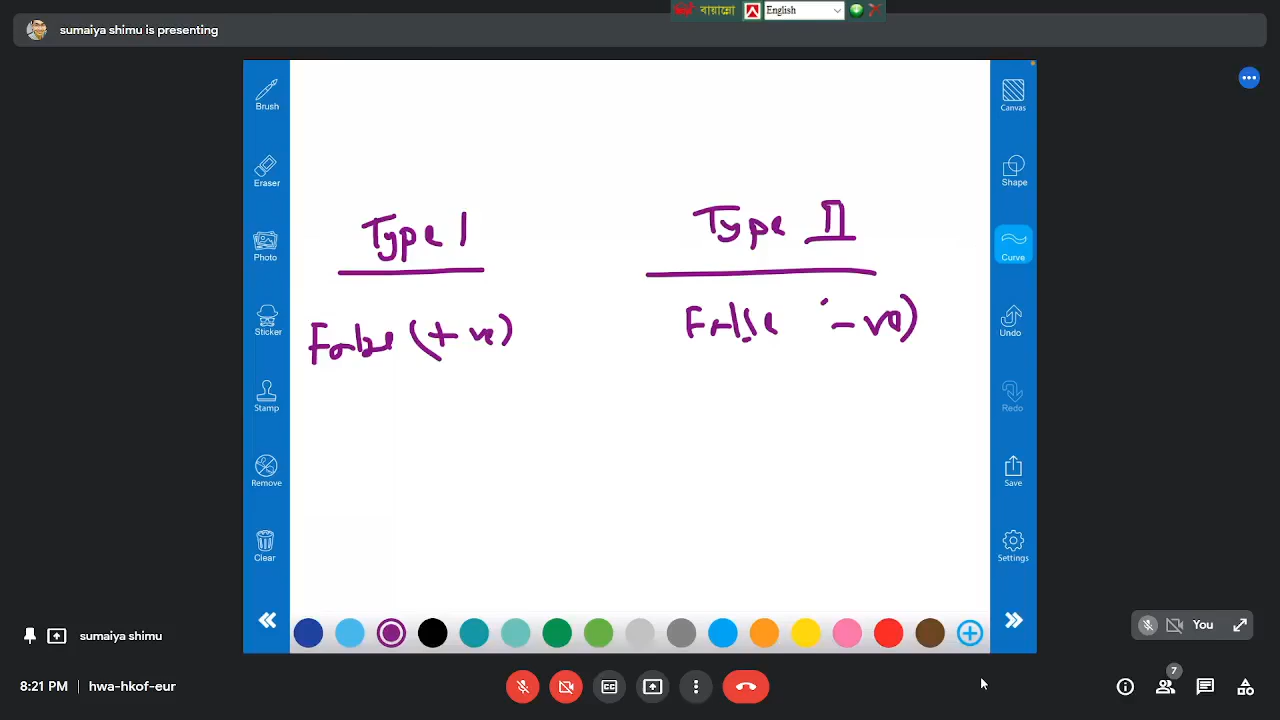 বায়ান্নো English
sumaiya shimu is presenting
Brush
Canvas
Eraser
Shape
Photo
Curve
Sticker
Undo
Stamp
Redo
Remove
Save
Clear
Settings
Type I
Type II
False (+ve)
False -ve)
sumaiya shimu
You
8:21 PM | hwa-hkof-eur
7